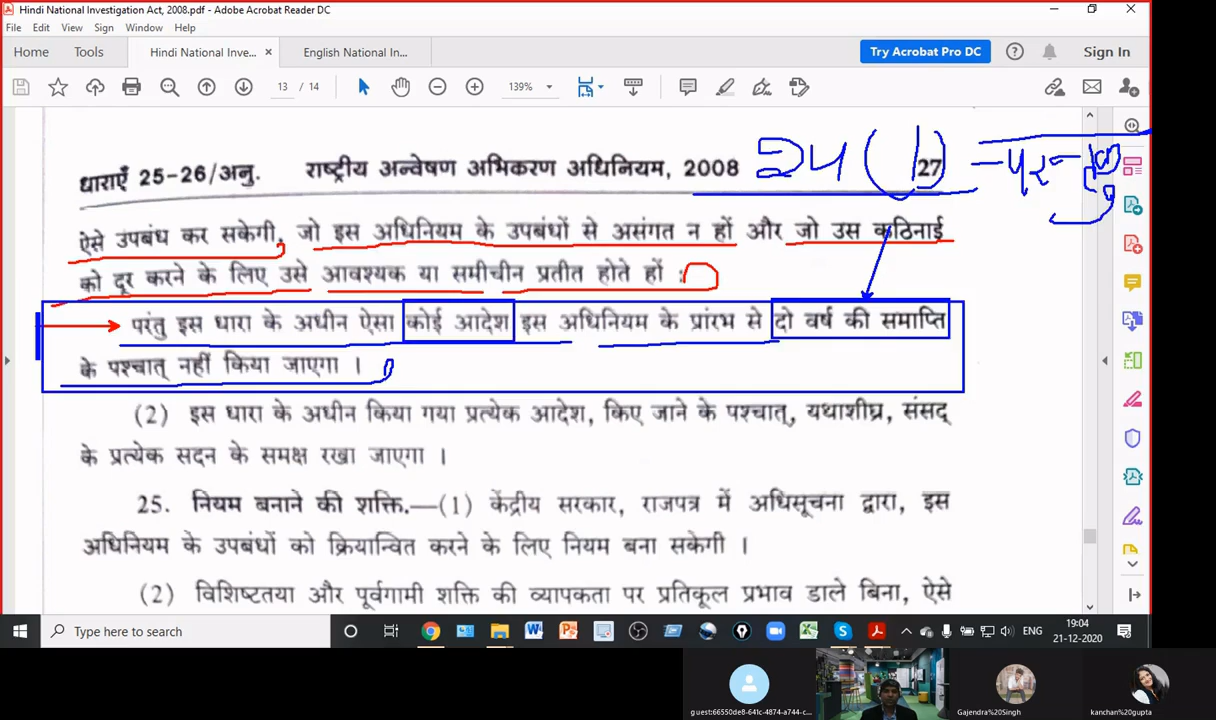 Hindi National Investigation Act, 2008.pdf - Adobe Acrobat Reader DC
File Edit View Sign Window Help
Home Tools Hindi National Inve... × English National In... Try Acrobat Pro DC Sign In
13 / 14 139%
24 (1)
धाराएँ 25-26/अनु. राष्ट्रीय अन्वेषण अभिकरण अधिनियम, 2008 27
ऐसे उपबंध कर सकेगी, जो इस अधिनियम के उपबंधों से असंगत न हों और जो उस कठिनाई
को दूर करने के लिए उसे आवश्यक या समीचीन प्रतीत होते हों :
परंतु इस धारा के अधीन ऐसा कोई आदेश इस अधिनियम के प्रारंभ से दो वर्ष की समाप्ति
के पश्चात् नहीं किया जाएगा ।
(2) इस धारा के अधीन किया गया प्रत्येक आदेश, किए जाने के पश्चात्, यथाशीघ्र, संसद्
के प्रत्येक सदन के समक्ष रखा जाएगा ।
25. नियम बनाने की शक्ति.—(1) केंद्रीय सरकार, राजपत्र में अधिसूचना द्वारा, इस
अधिनियम के उपबंधों को क्रियान्वित करने के लिए नियम बना सकेगी ।
(2) विशिष्टतया और पूर्वगामी शक्ति की व्यापकता पर प्रतिकूल प्रभाव डाले बिना, ऐसे
Type here to search ENG 19:04
21-12-2020
guest:66550de8-641c-4874-a744-c... Gajendra%20Singh kanchan%20gupta